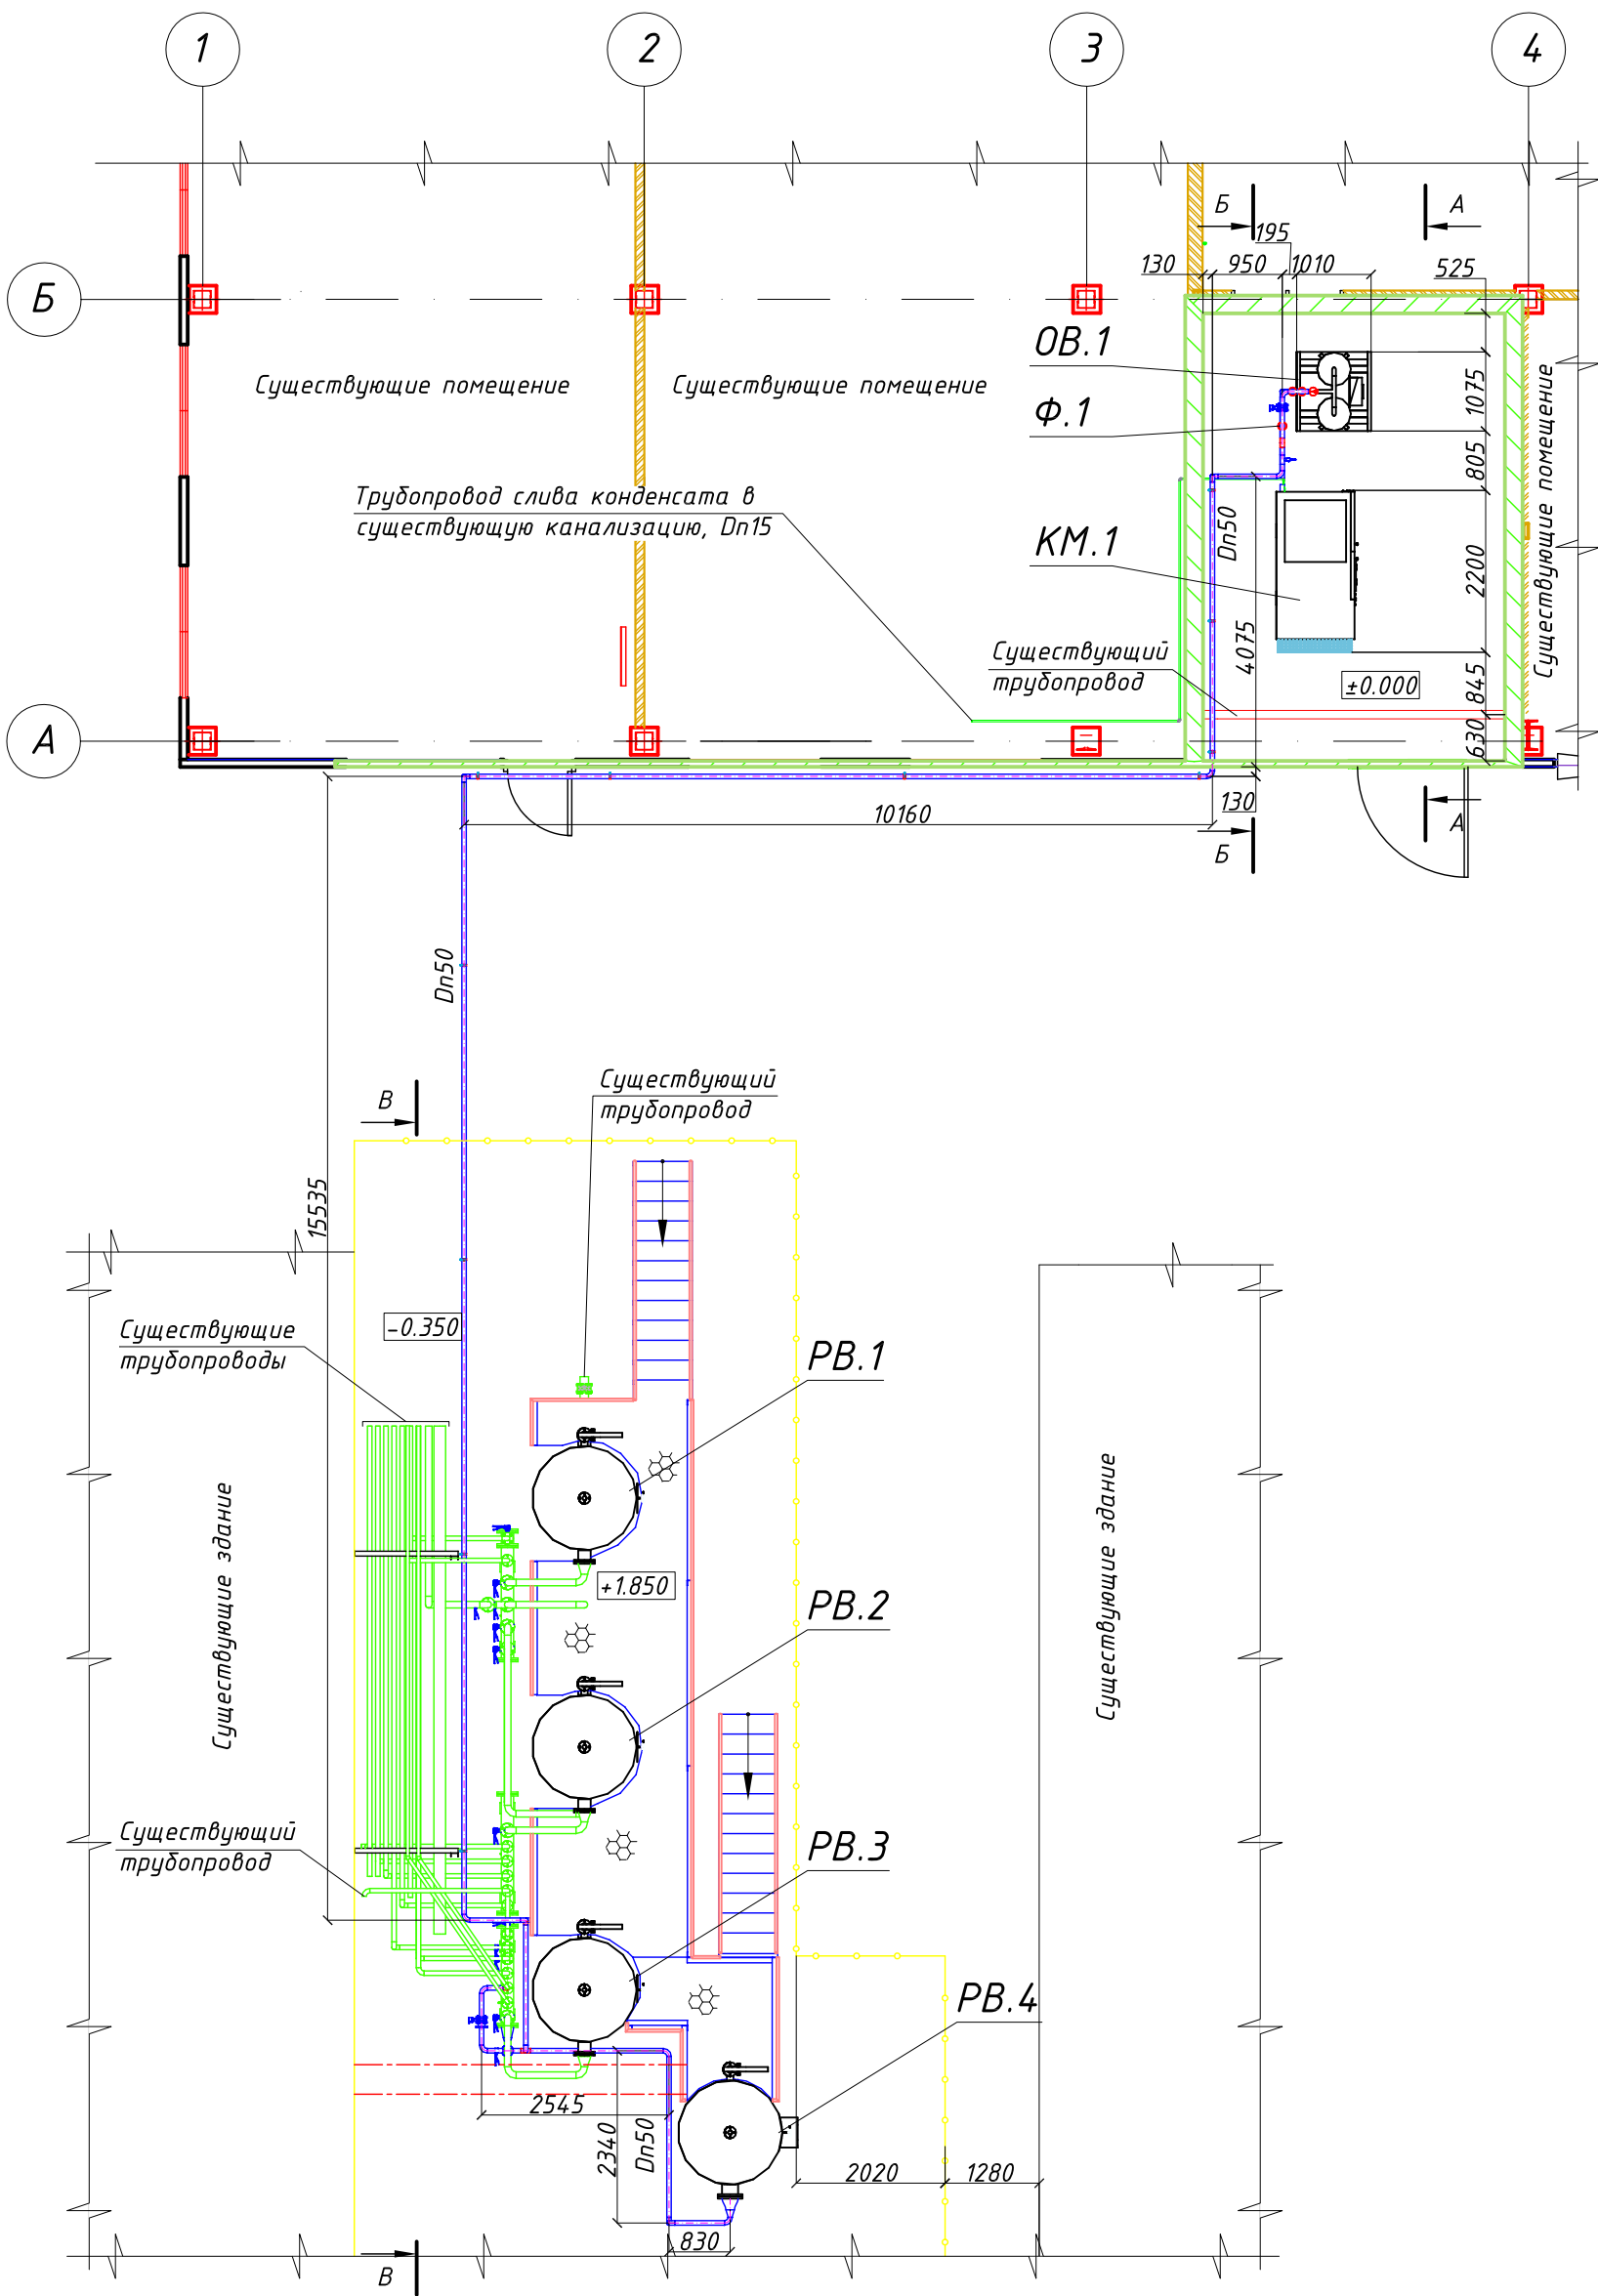 1
2
3
4
Б
А
Б
А
195
130
950
1010
525
ОВ.1
Ф.1
КМ.1
Существующие помещение
Существующие помещение
Существующие помещение
1075
805
2200
845
630
Трубопровод слива конденсата в
существующую канализацию, Dn15
Dn50
4075
Существующий
трубопровод
±0.000
10160
130
Б
А
Dn50
15535
В
Существующий
трубопровод
-0.350
Существующие
трубопроводы
РВ.1
Существующие здание
Существующие здание
+1.850
РВ.2
РВ.3
Существующий
трубопровод
РВ.4
2545
2340
Dn50
2020
1280
830
В